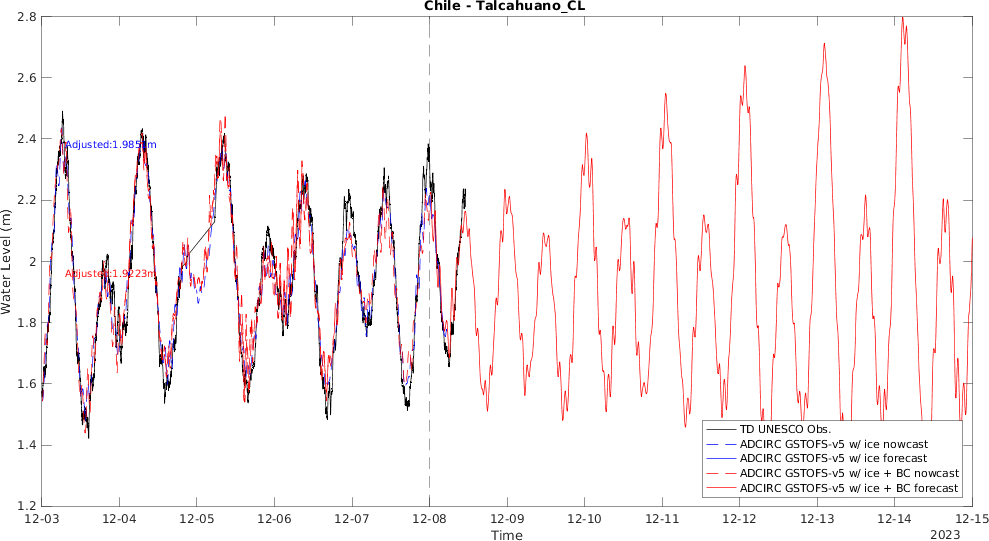 Chile - Talcahuano_CL
2.8
2.6
2.4
2.2
2
1.8
1.6
1.4
1.2
Water Level (m)
Adjusted:1.9223m
TD UNESCO Obs.
ADCIRC GSTOFS-v5 w/ ice nowcast
ADCIRC GSTOFS-v5 w/ ice forecast
ADCIRC GSTOFS-v5 w/ ice + BC nowcast
ADCIRC GSTOFS-v5 w/ ice + BC forecast
12-03 12-04 12-05 12-06 12-07 12-08 12-09 12-10 12-11 12-12 12-13 12-14 12-15
Time
2023